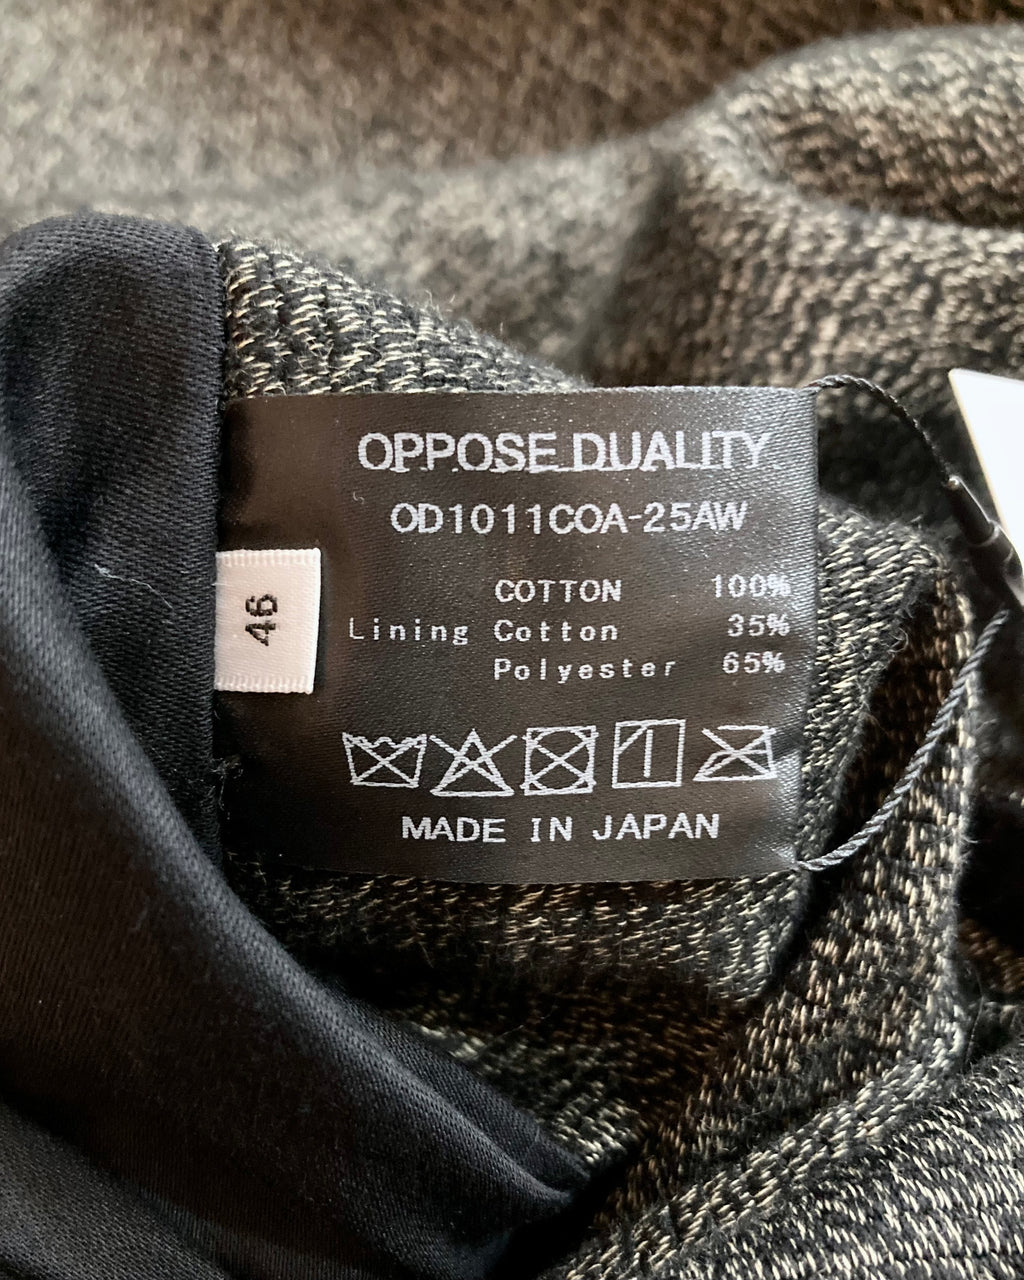 OPPOSE DUALITY
OD1011COA-25AW
COTTON 100%
Lining Cotton 35%
Polyester 65%
MADE IN JAPAN
46